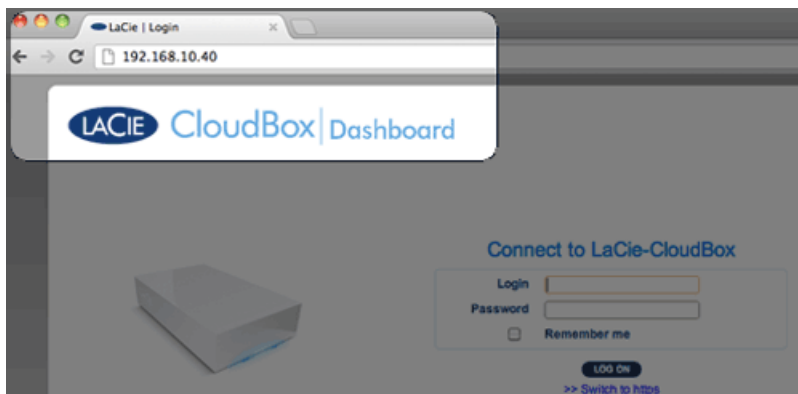 LaCie | Login
192.168.10.40
LACIE CloudBox | Dashboard
Connect to LaCie-CloudBox
Login
Password
Remember me
LOG ON
>> Switch to https